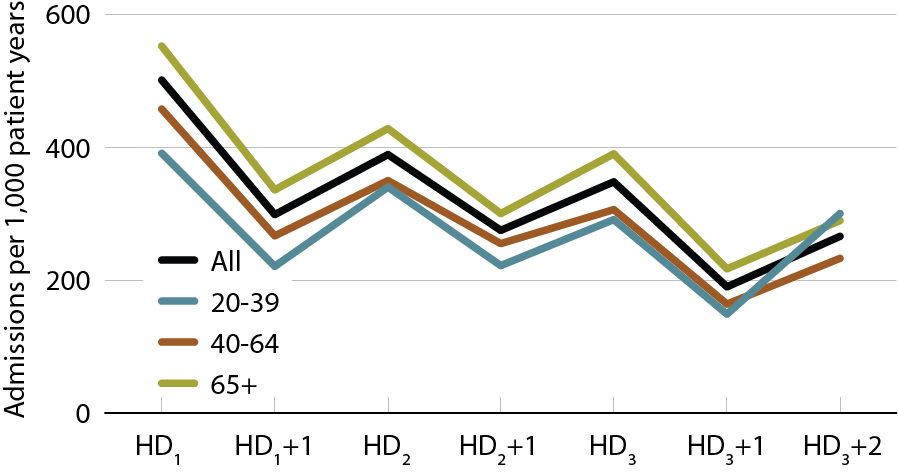 Admissions per 1,000 patient years
600
400
200
0
All
20-39
40-64
65+
HD₁ HD₁+1 HD₂ HD₂+1 HD₃ HD₃+1 HD₃+2